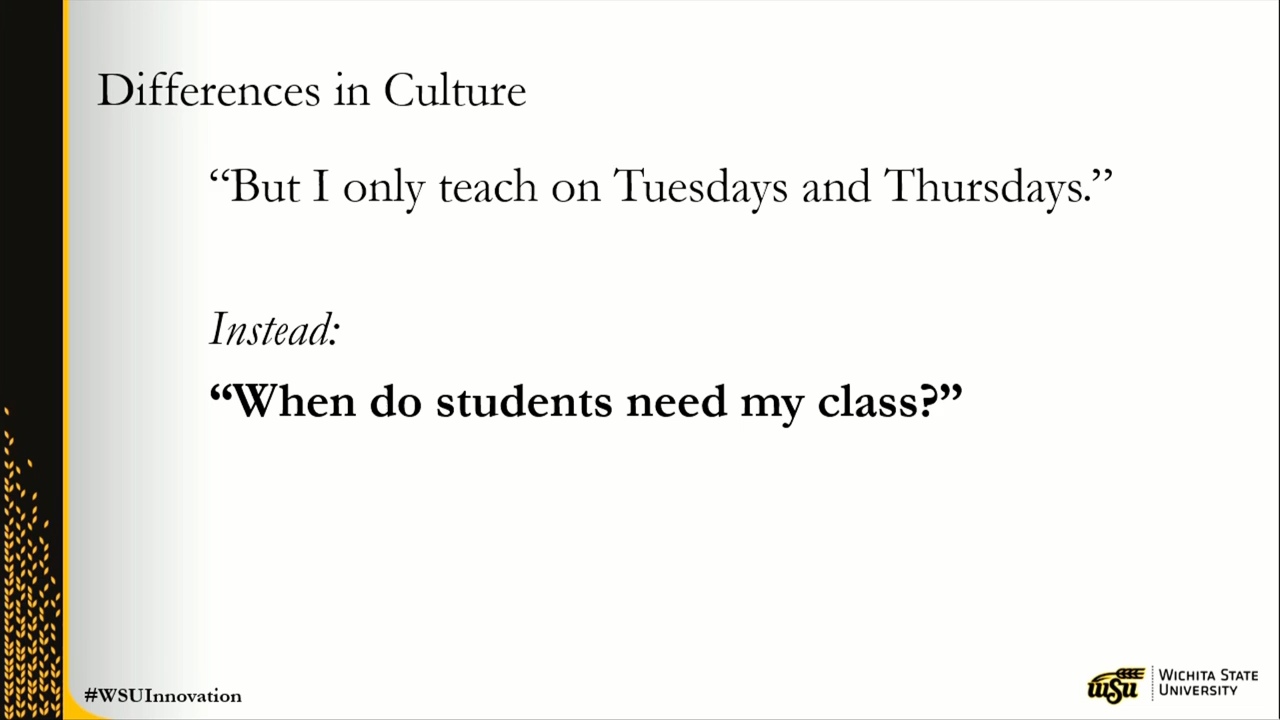 Differences in Culture
“But I only teach on Tuesdays and Thursdays.”
Instead:
“When do students need my class?”
#WSUInnovation
WSU
WICHITA STATE
UNIVERSITY